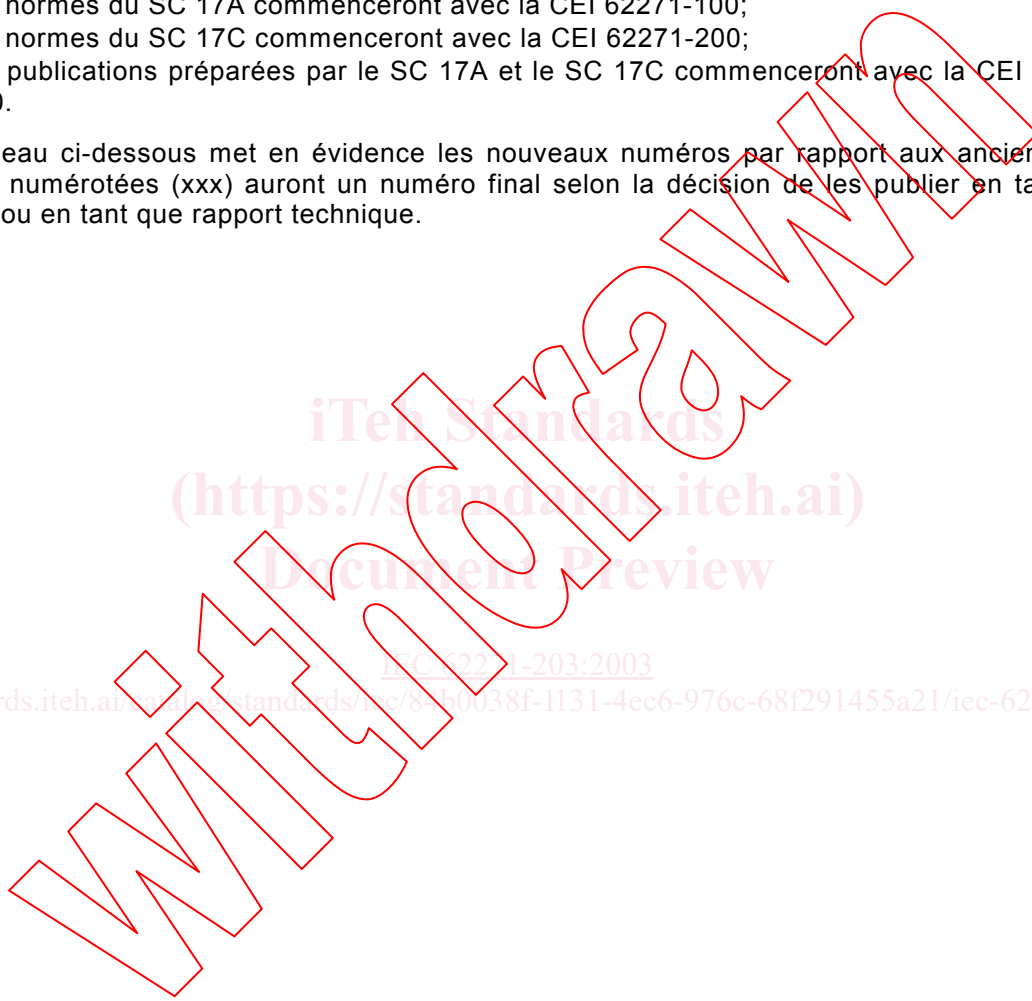 normes du SC 17A commenceront avec la CEI 62271-100;
normes du SC 17C commenceront avec la CEI 62271-200;
publications préparées par le SC 17A et le SC 17C commenceront avec la CEI
eau ci-dessous met en évidence les nouveaux numéros par rapport aux ancien
numérotées (xxx) auront un numéro final selon la décision de les publier en ta
ou en tant que rapport technique.
iTeh Standards
(https://standards.iteh.ai)
Document Preview
IEC 62271-203:2003
rds.iteh.ai/catalog/standards/iec/84b0038f-1131-4ec6-976c-68f291455a21/iec-62
withdrawn